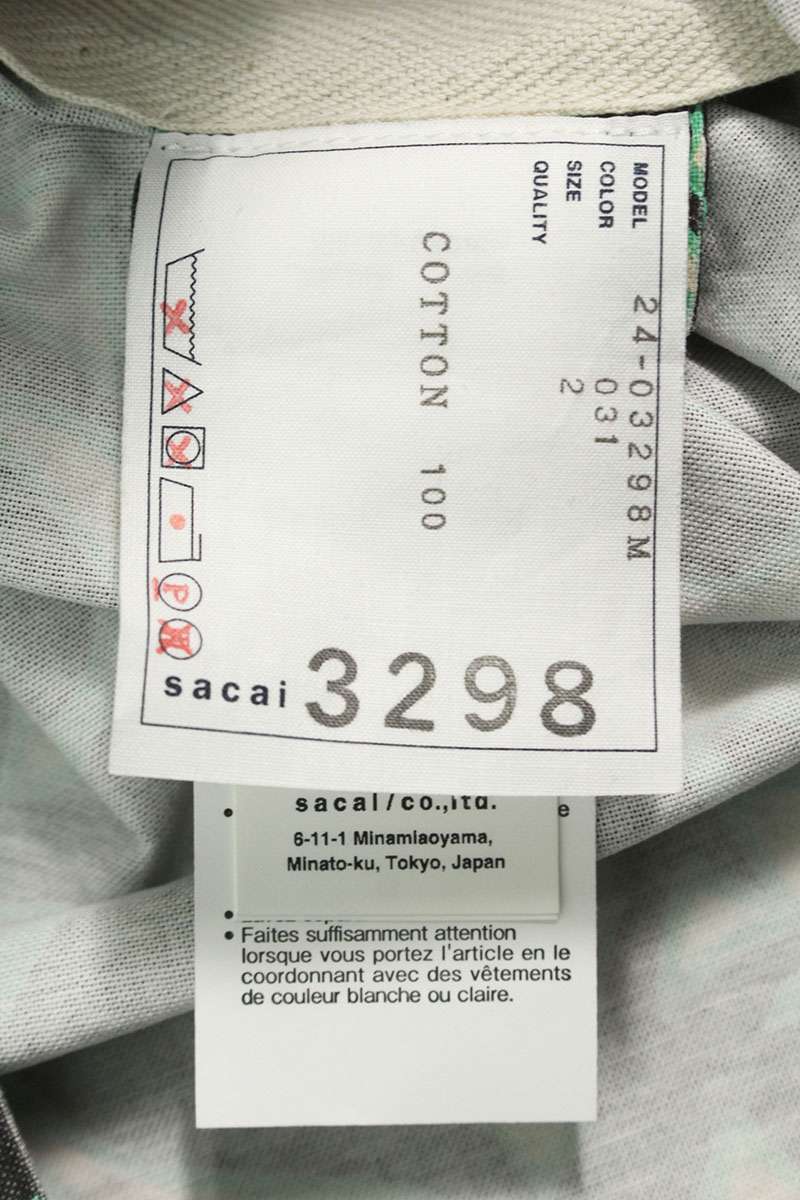 MODEL 24-03298M
COLOR 031
SIZE 2
QUALITY
COTTON 100
P
sacai 3298
sacai/co.,ltd.
6-11-1 Minamiaoyama,
Minato-ku, Tokyo, Japan
e
• Faites suffisamment attention
lorsque vous portez l'article en le
coordonnant avec des vêtements
de couleur blanche ou claire.